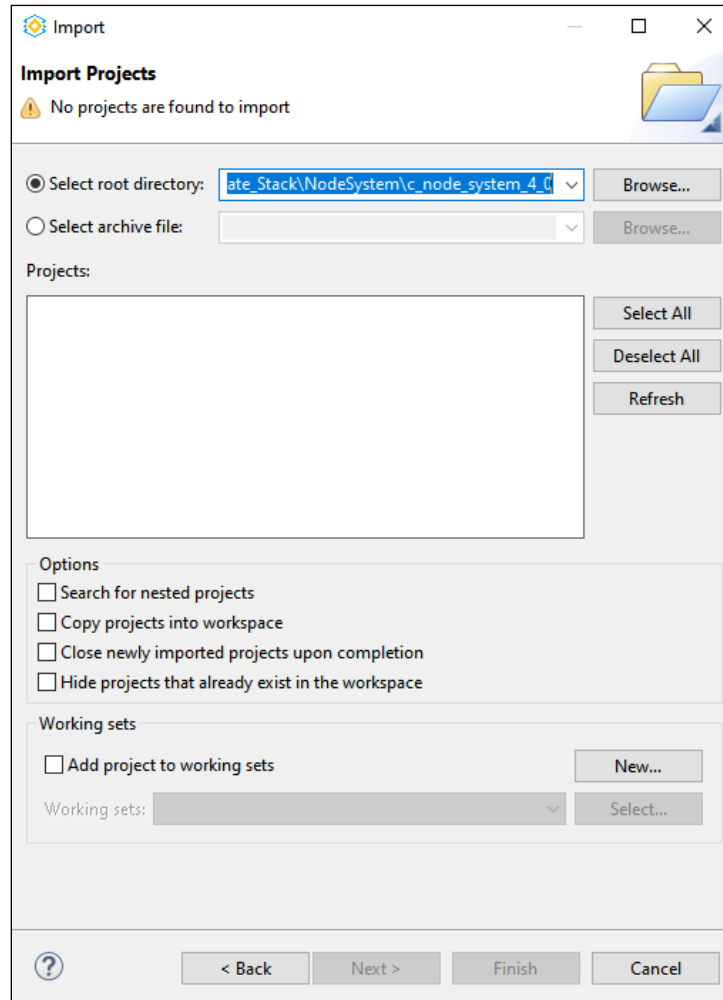 Import
Import Projects
No projects are found to import
Select root directory: ate_Stack\NodeSystem\c_node_system_4_0 Browse...
Select archive file: Browse...
Projects:
Select All
Deselect All
Refresh
Options
Search for nested projects
Copy projects into workspace
Close newly imported projects upon completion
Hide projects that already exist in the workspace
Working sets
Add project to working sets New...
Working sets: Select...
? < Back Next > Finish Cancel